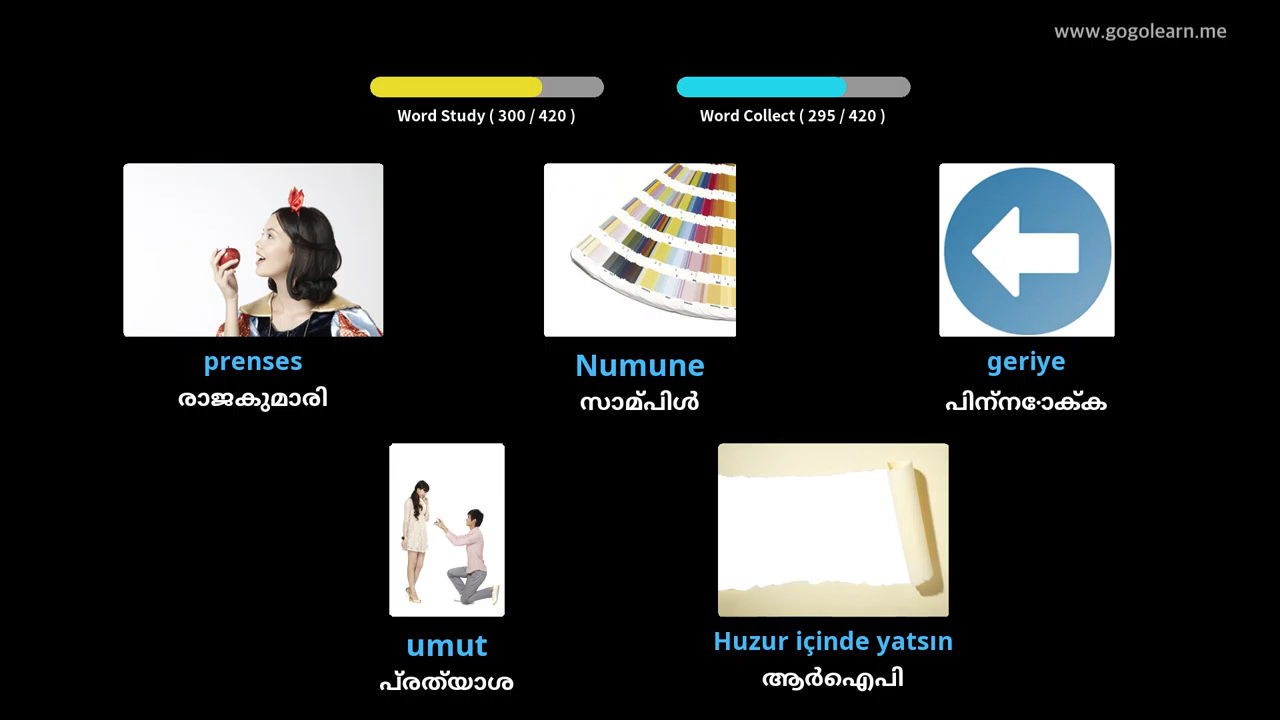 www.gogolearn.me
Word Study ( 300 / 420 )
Word Collect ( 295 / 420 )
prenses
രാജകുമാരി
Numune
സാമ്പിൾ
geriye
പിന്നോക്ക
umut
പ്രത്യാശ
Huzur içinde yatsın
ആർഐപി